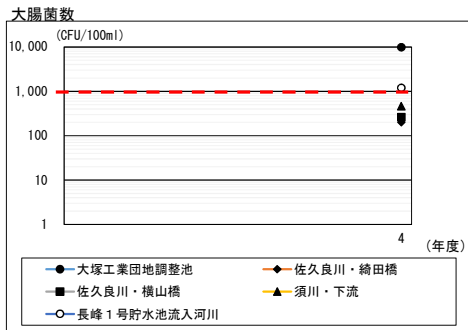 大腸菌数
(CFU/100ml)
10,000
1,000
100
10
1
4
(年度)
大塚工業団地調整池
佐久良川・綺田橋
佐久良川・横山橋
須川・下流
長峰１号貯水池流入河川